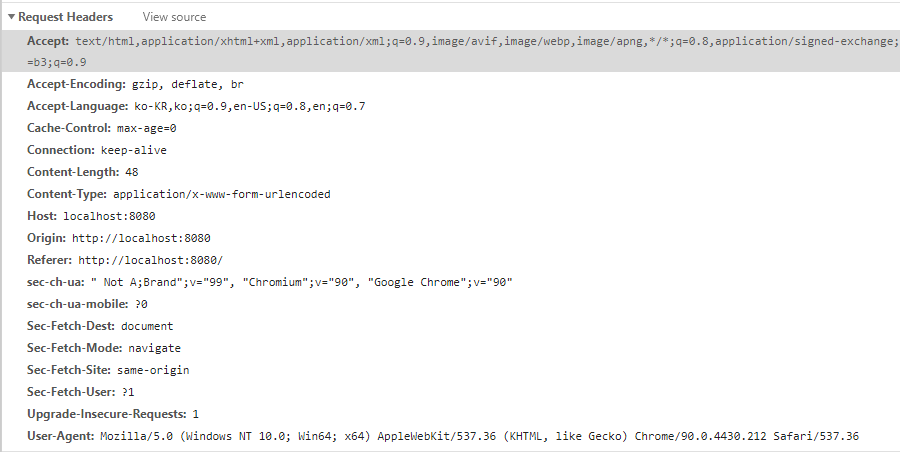 Request Headers View source
Accept: text/html,application/xhtml+xml,application/xml;q=0.9,image/avif,image/webp,image/apng,*/*;q=0.8,application/signed-exchange;
=b3;q=0.9
Accept-Encoding: gzip, deflate, br
Accept-Language: ko-KR,ko;q=0.9,en-US;q=0.8,en;q=0.7
Cache-Control: max-age=0
Connection: keep-alive
Content-Length: 48
Content-Type: application/x-www-form-urlencoded
Host: localhost:8080
Origin: http://localhost:8080
Referer: http://localhost:8080/
sec-ch-ua: " Not A;Brand";v="99", "Chromium";v="90", "Google Chrome";v="90"
sec-ch-ua-mobile: ?0
Sec-Fetch-Dest: document
Sec-Fetch-Mode: navigate
Sec-Fetch-Site: same-origin
Sec-Fetch-User: ?1
Upgrade-Insecure-Requests: 1
User-Agent: Mozilla/5.0 (Windows NT 10.0; Win64; x64) AppleWebKit/537.36 (KHTML, like Gecko) Chrome/90.0.4430.212 Safari/537.36